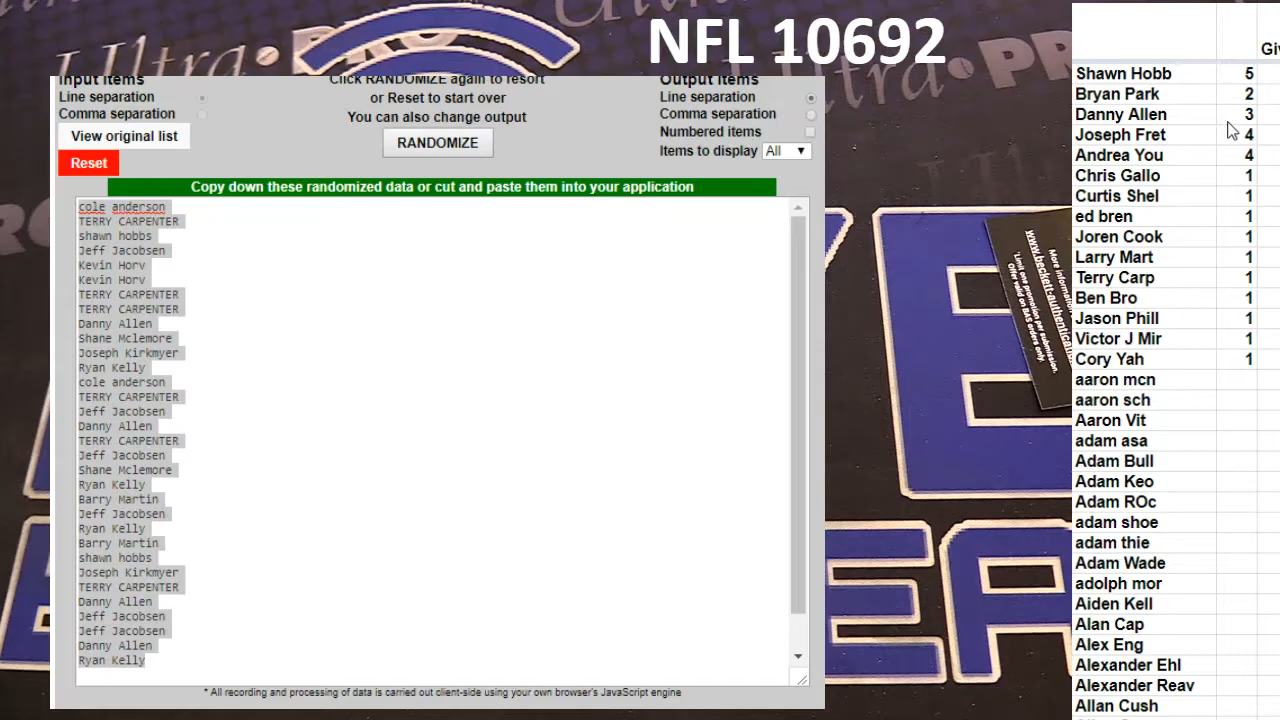 NFL 10692
Input Items
Line separation
Comma separation
View original list
Reset
Click RANDOMIZE again to resort
or Reset to start over
You can also change output
RANDOMIZE
Output Items
Line separation
Comma separation
Numbered items
Items to display All
Copy down these randomized data or cut and paste them into your application
cole anderson
TERRY CARPENTER
shawn hobbs
Jeff Jacobsen
Kevin Horv
Kevin Horv
TERRY CARPENTER
TERRY CARPENTER
Danny Allen
Shane Mclemore
Joseph Kirkmyer
Ryan Kelly
cole anderson
TERRY CARPENTER
Jeff Jacobsen
Danny Allen
TERRY CARPENTER
Jeff Jacobsen
Shane Mclemore
Ryan Kelly
Barry Martin
Jeff Jacobsen
Ryan Kelly
Barry Martin
shawn hobbs
Joseph Kirkmyer
TERRY CARPENTER
Danny Allen
Jeff Jacobsen
Jeff Jacobsen
Danny Allen
Ryan Kelly
* All recording and processing of data is carried out client-side using your own browser's JavaScript engine
Shawn Hobb 5
Bryan Park 2
Danny Allen 3
Joseph Fret 4
Andrea You 4
Chris Gallo 1
Curtis Shel 1
ed bren 1
Joren Cook 1
Larry Mart 1
Terry Carp 1
Ben Bro 1
Jason Phill 1
Victor J Mir 1
Cory Yah 1
aaron mcn
aaron sch
Aaron Vit
adam asa
Adam Bull
Adam Keo
Adam ROc
adam shoe
adam thie
Adam Wade
adolph mor
Aiden Kell
Alan Cap
Alex Eng
Alexander Ehl
Alexander Reav
Allan Cush